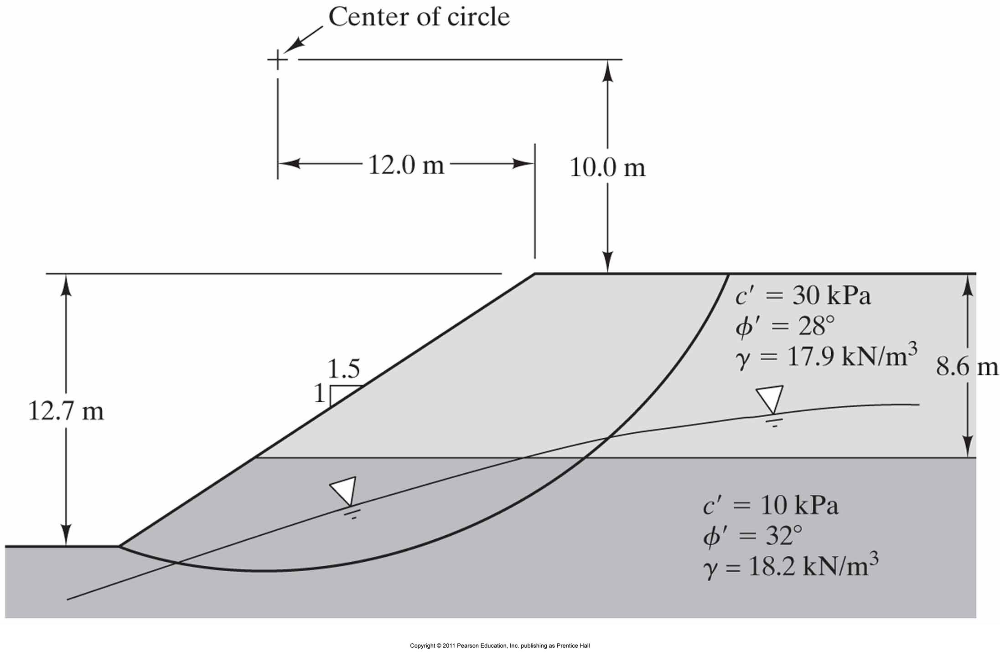 Center of circle
12.0 m
10.0 m
c′ = 30 kPa
ϕ′ = 28°
γ = 17.9 kN/m³
8.6 m
1.5
1
12.7 m
c′ = 10 kPa
ϕ′ = 32°
γ = 18.2 kN/m³
Copyright © 2011 Pearson Education, Inc. publishing as Prentice Hall